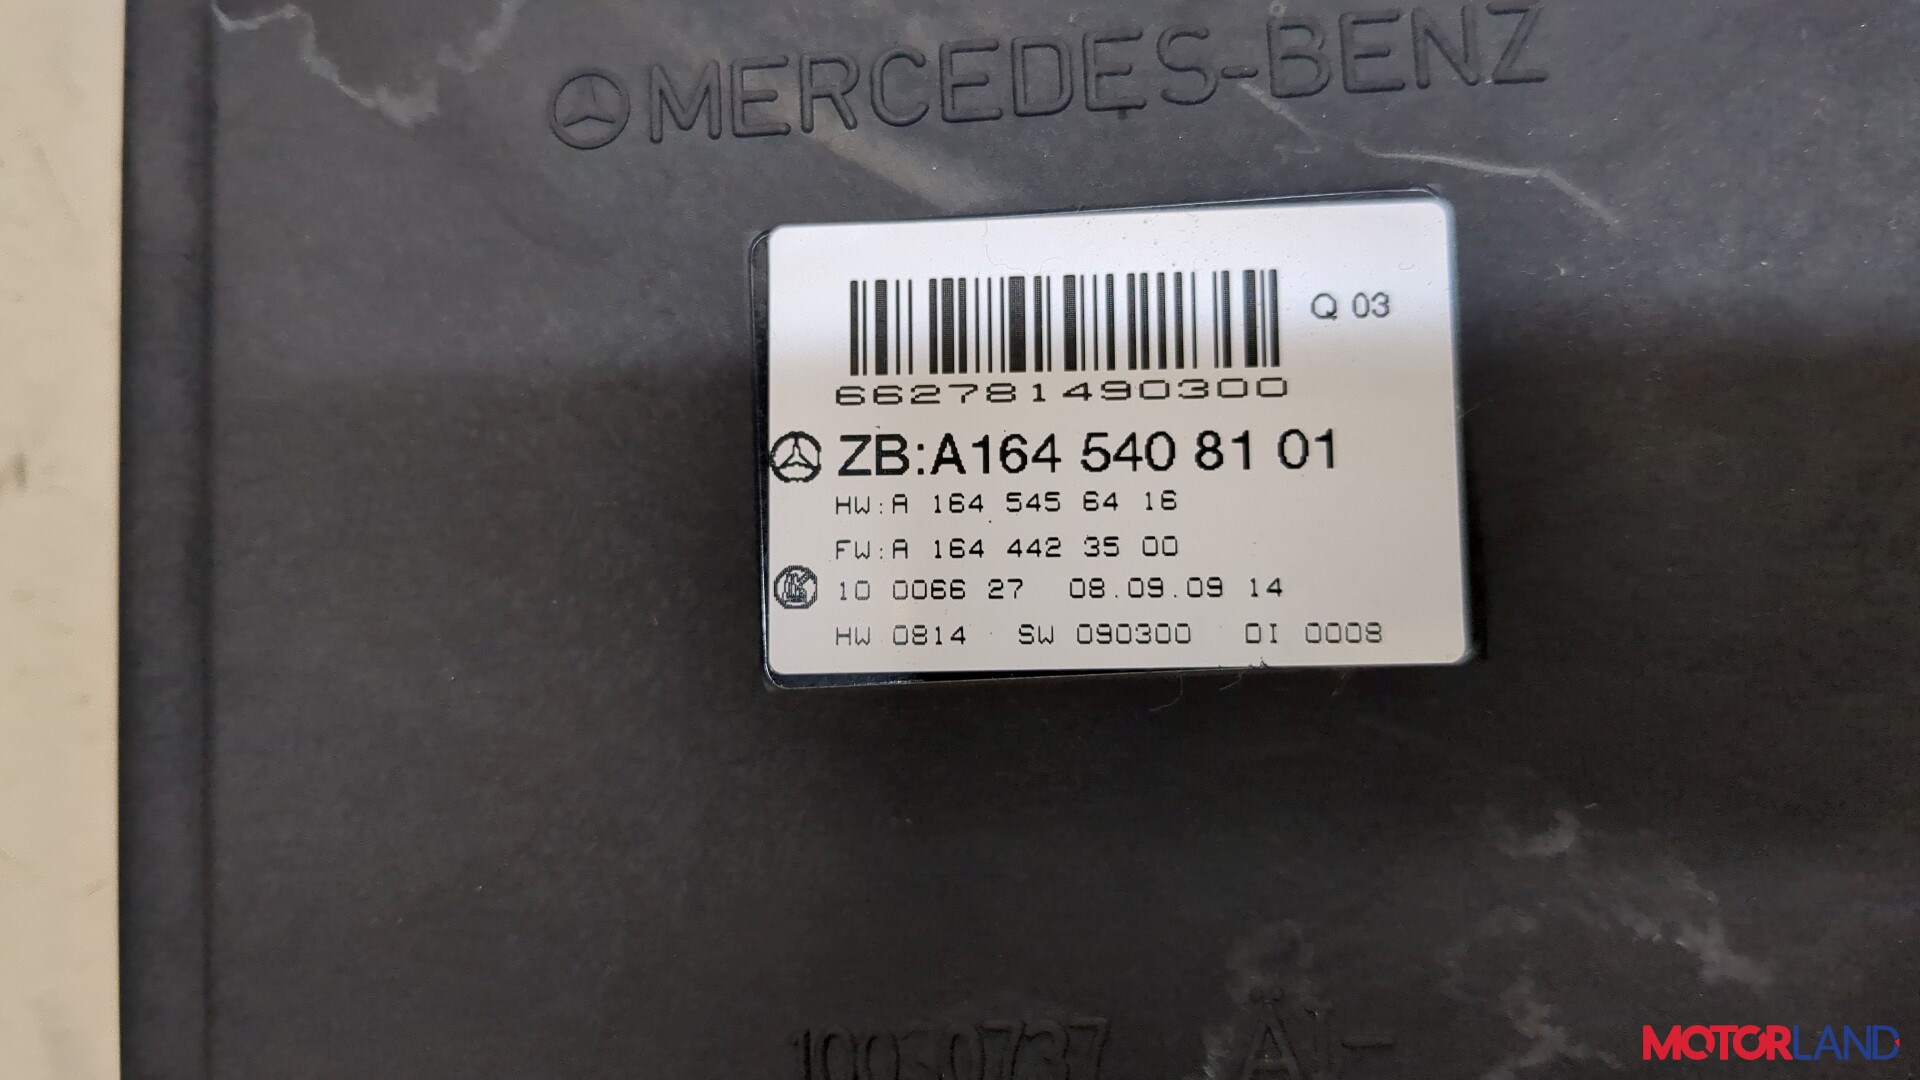 MERCEDES-BENZ
Q 03
662781490300
ZB:A164 540 81 01
HW:A 164 545 64 16
FW:A 164 442 35 00
10 0066 27 08.09.09 14
HW 0814 SW 090300 DI 0008
MOTORLAND